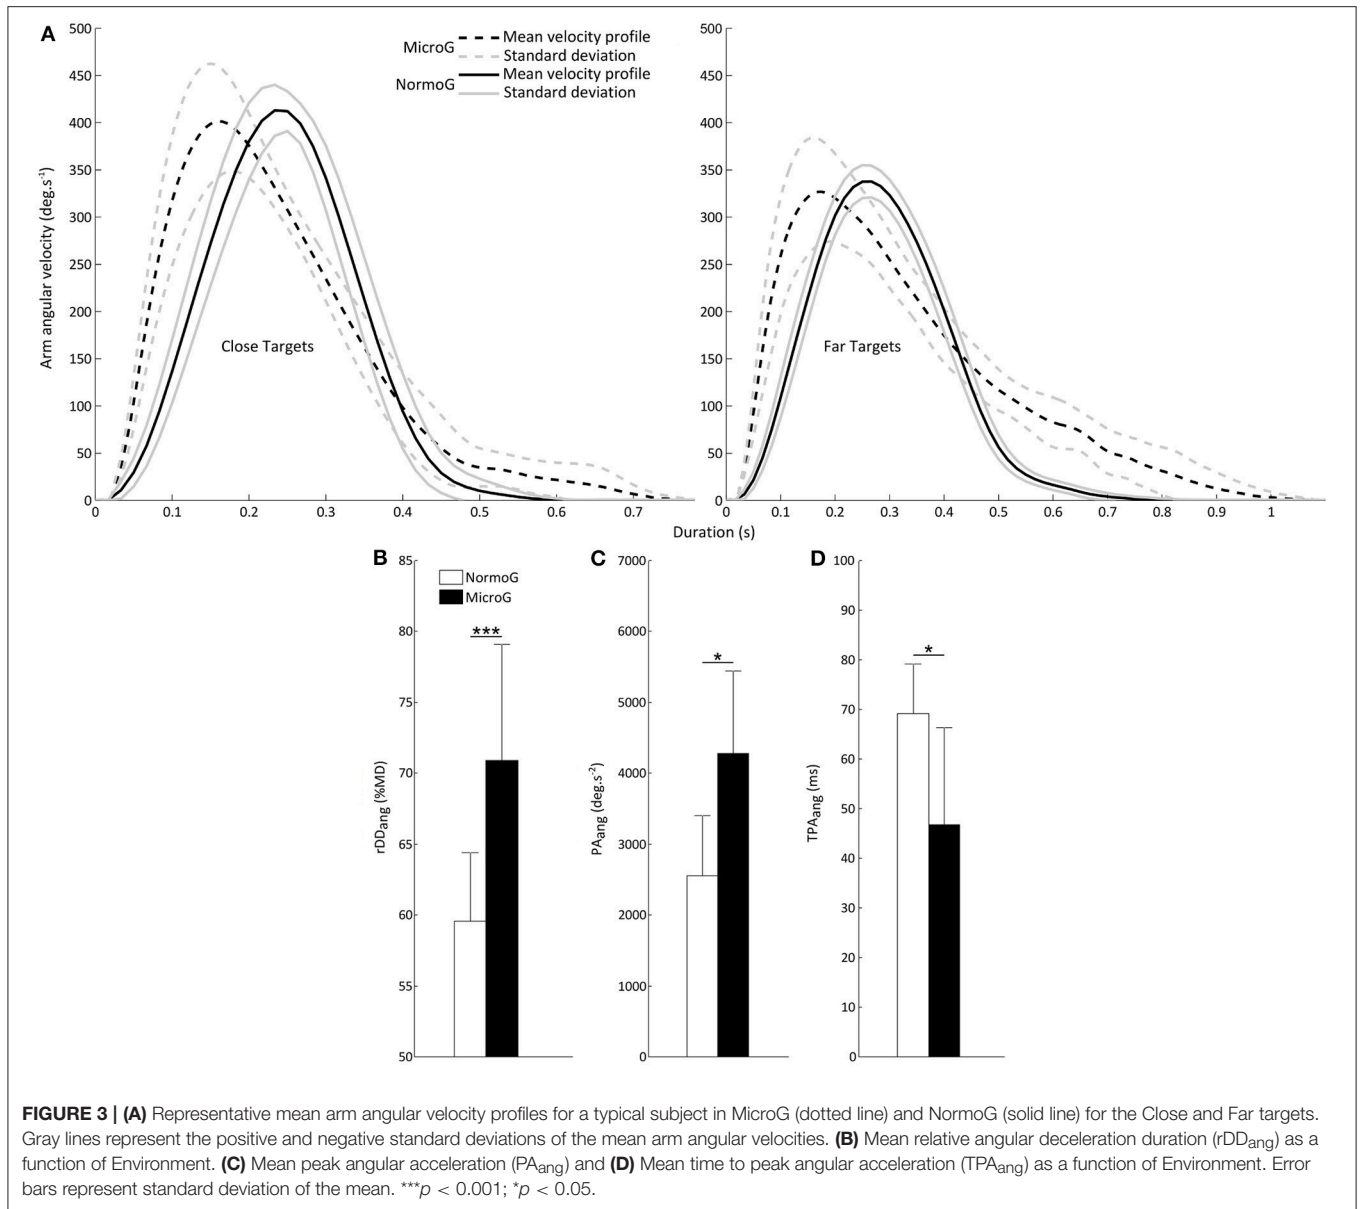 A
MicroG
Mean velocity profile
Standard deviation
NormoG
Mean velocity profile
Standard deviation
500
450
400
350
300
250
200
150
100
50
0
Arm angular velocity (deg.s-1)
Close Targets
0 0.1 0.2 0.3 0.4 0.5 0.6 0.7
500
450
400
350
300
250
200
150
100
50
0
Far Targets
0 0.1 0.2 0.3 0.4 0.5 0.6 0.7 0.8 0.9 1
Duration (s)
B
NormoG
MicroG
85
80
75
70
65
60
55
50
rDDang (%MD)
***
C
7000
6000
5000
4000
3000
2000
1000
0
PAang (deg.s-2)
*
D
100
90
80
70
60
50
40
30
20
10
0
TPAang (ms)
*
FIGURE 3 | (A) Representative mean arm angular velocity profiles for a typical subject in MicroG (dotted line) and NormoG (solid line) for the Close and Far targets.
Gray lines represent the positive and negative standard deviations of the mean arm angular velocities. (B) Mean relative angular deceleration duration (rDDang) as a
function of Environment. (C) Mean peak angular acceleration (PAang) and (D) Mean time to peak angular acceleration (TPAang) as a function of Environment. Error
bars represent standard deviation of the mean. ***p < 0.001; *p < 0.05.